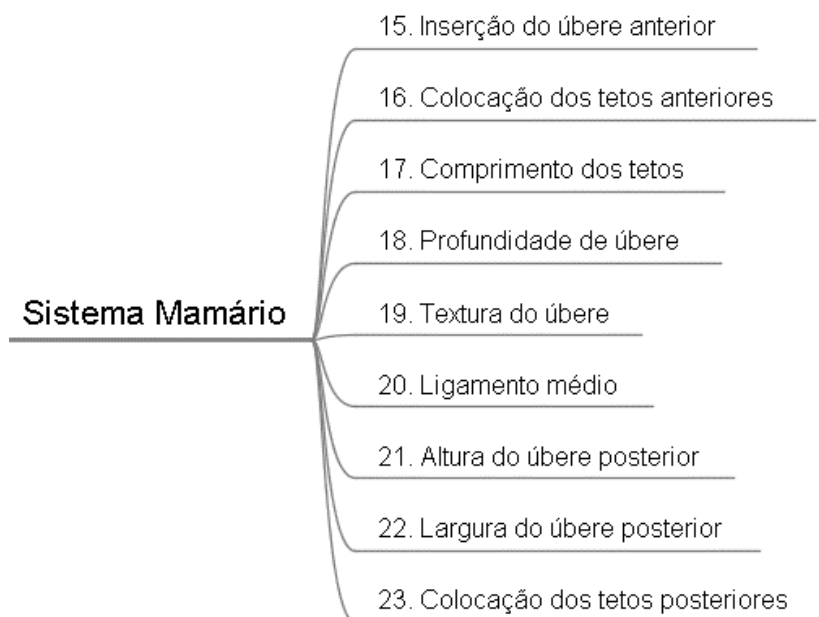 15. Inserção do úbere anterior
16. Colocação dos tetos anteriores
17. Comprimento dos tetos
18. Profundidade de úbere
Sistema Mamário
19. Textura do úbere
20. Ligamento médio
21. Altura do úbere posterior
22. Largura do úbere posterior
23. Colocação dos tetos posteriores